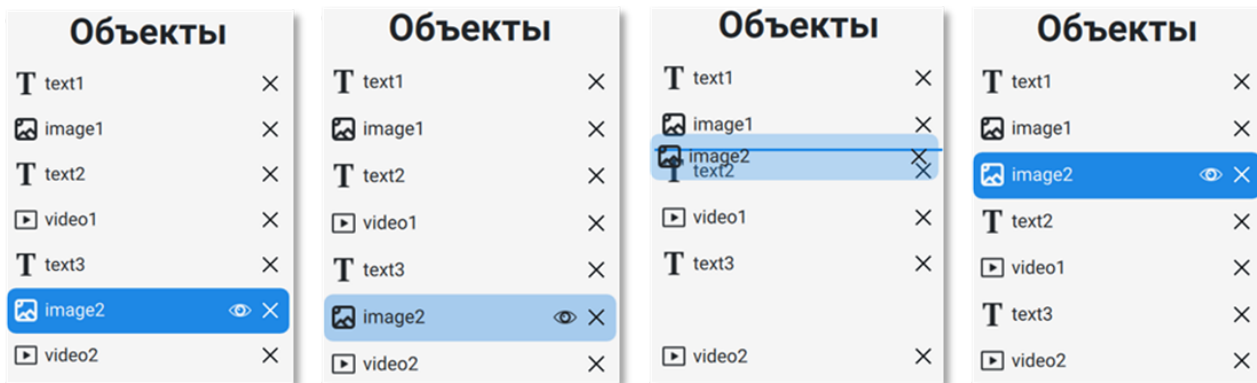 Объекты
text1
image1
text2
video1
text3
image2
video2
Объекты
text1
image1
text2
video1
text3
image2
video2
Объекты
text1
image1
image2
text2
video1
text3
video2
Объекты
text1
image1
image2
text2
video1
text3
video2